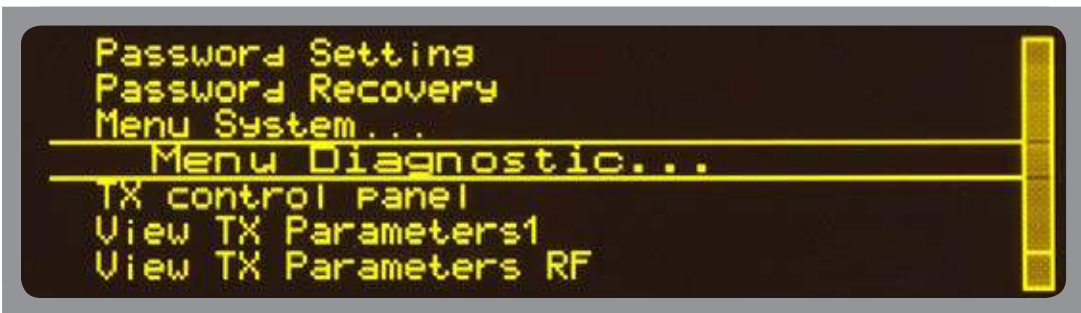 Password Setting
Password Recovery
Menu System...
Menu Diagnostic...
TX control panel
View TX Parameters1
View TX Parameters RF